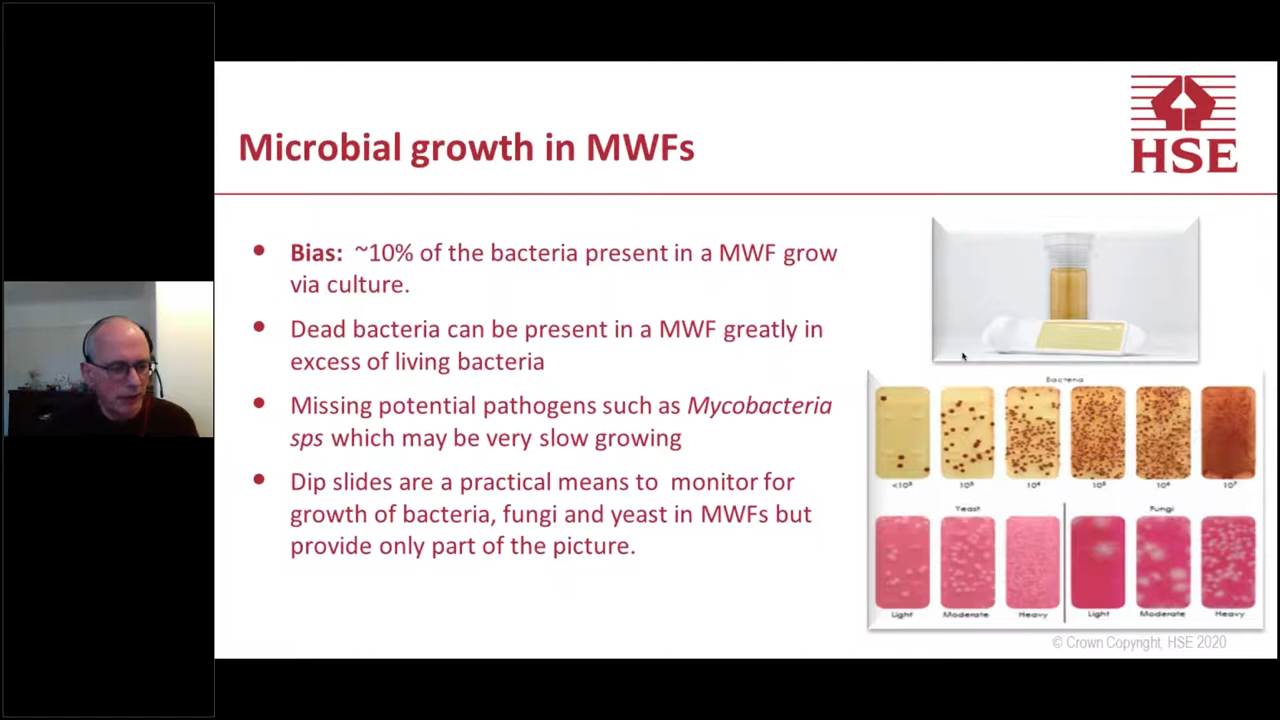 HSE
Microbial growth in MWFs
Bias: ~10% of the bacteria present in a MWF grow
via culture.
Dead bacteria can be present in a MWF greatly in
excess of living bacteria
Missing potential pathogens such as Mycobacteria
sps which may be very slow growing
Dip slides are a practical means to monitor for
growth of bacteria, fungi and yeast in MWFs but
provide only part of the picture.
Bacteria
10³ 10⁴ 10⁵ 10⁶ 10⁷
Yeast Fungi
Light Moderate Heavy Light Moderate Heavy
© Crown Copyright, HSE 2020